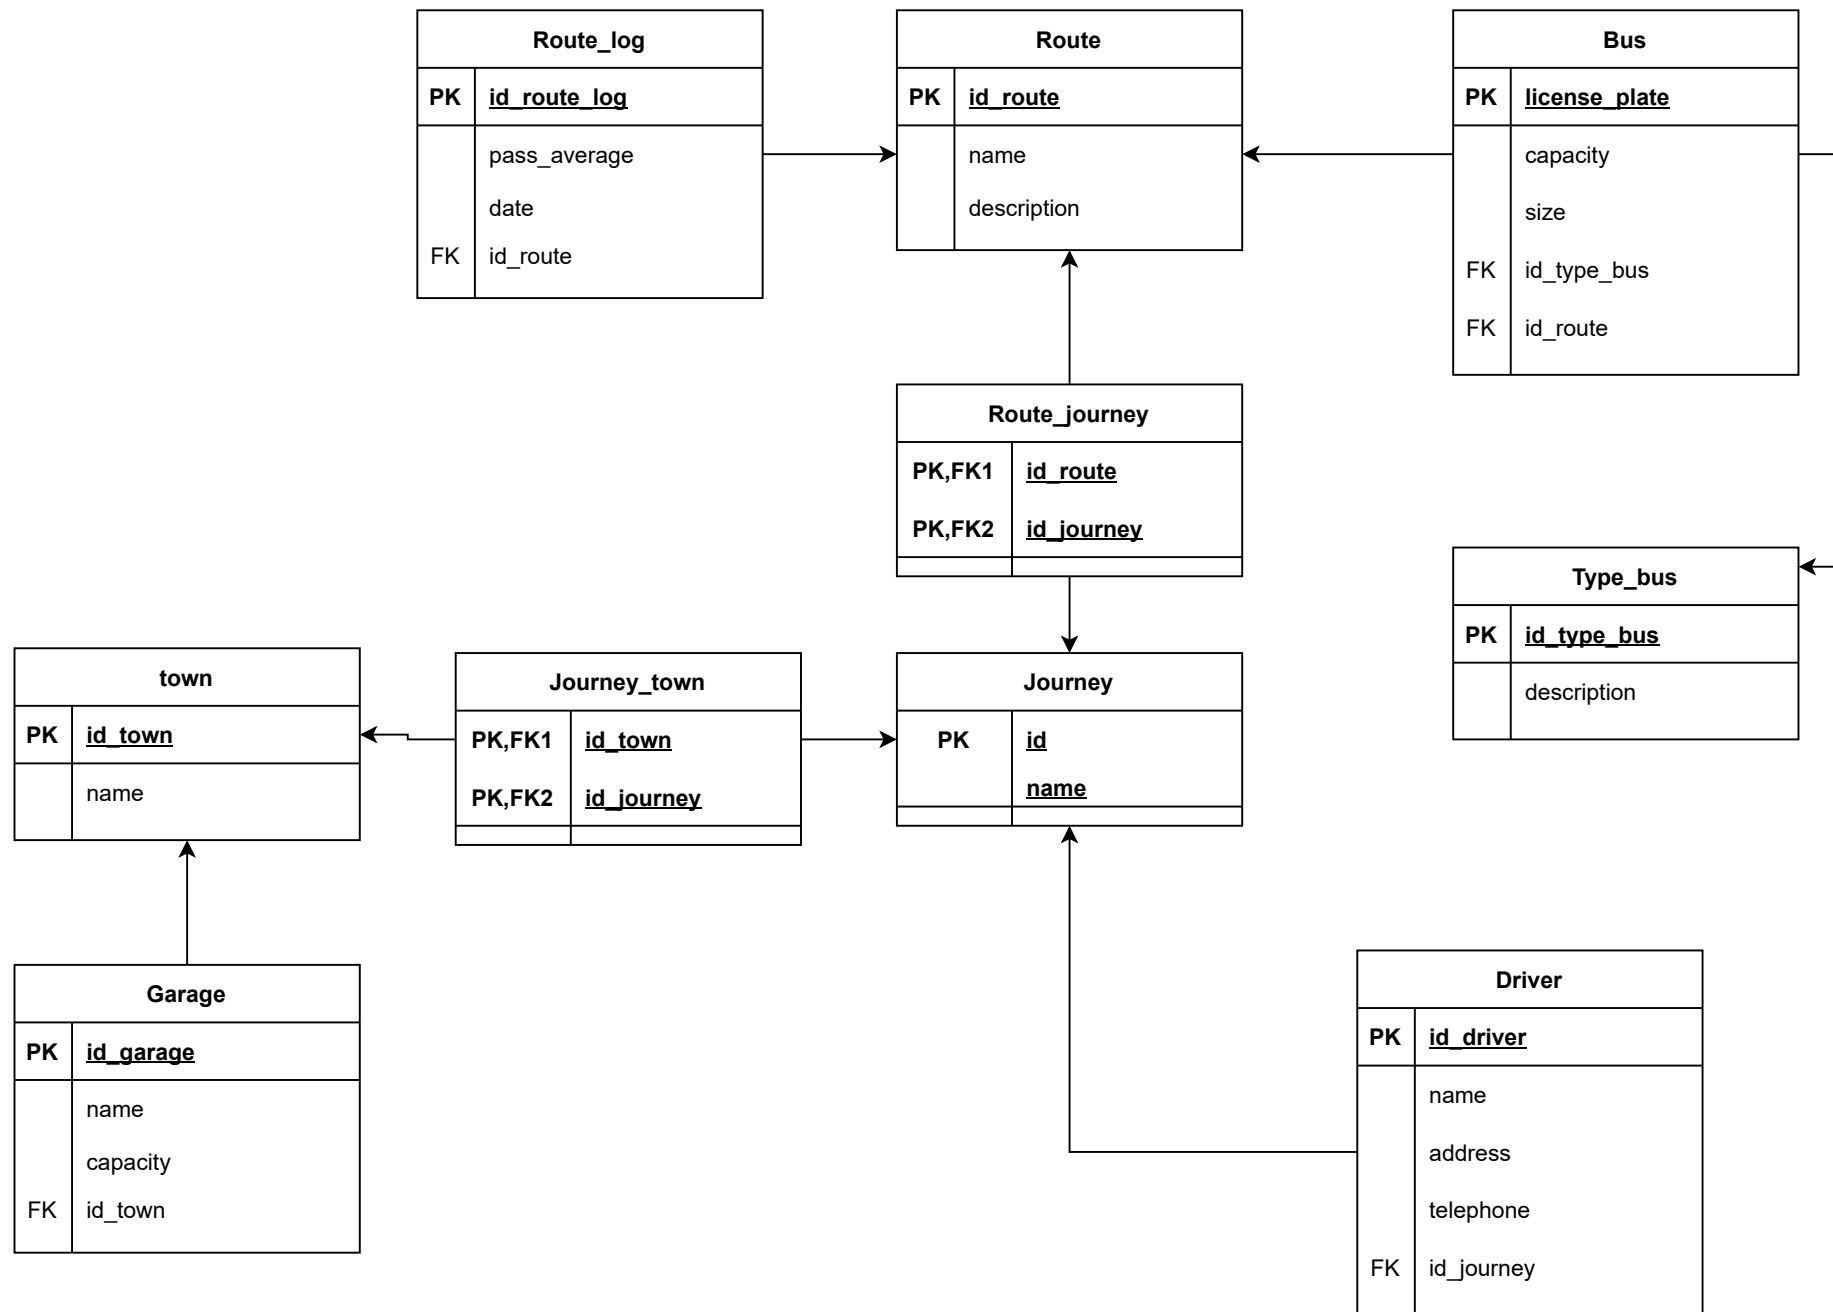 Route_log
PK id_route_log
pass_average
date
FK id_route
Route
PK id_route
name
description
Bus
PK license_plate
capacity
size
FK id_type_bus
FK id_route
Route_journey
PK,FK1 id_route
PK,FK2 id_journey
Type_bus
PK id_type_bus
description
town
PK id_town
name
Journey_town
PK,FK1 id_town
PK,FK2 id_journey
Journey
PK id
name
Garage
PK id_garage
name
capacity
FK id_town
Driver
PK id_driver
name
address
telephone
FK id_journey